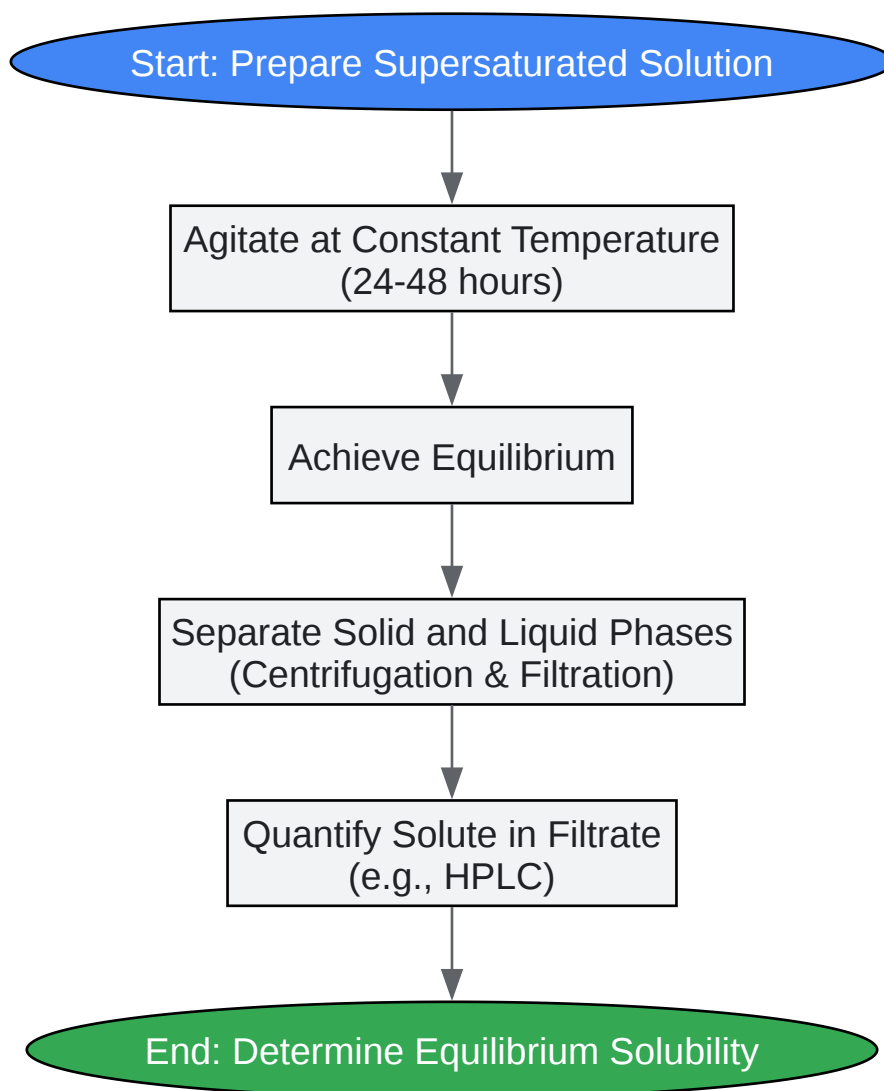 Start: Prepare Supersaturated Solution
Agitate at Constant Temperature
(24-48 hours)
Achieve Equilibrium
Separate Solid and Liquid Phases
(Centrifugation & Filtration)
Quantify Solute in Filtrate
(e.g., HPLC)
End: Determine Equilibrium Solubility